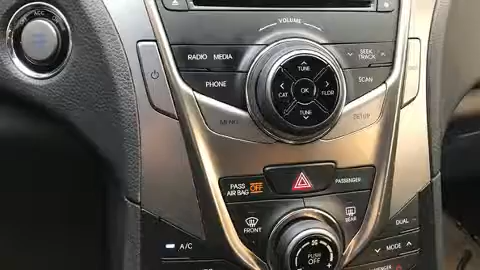 VOLUME
RADIO MEDIA
SEEK
TRACK
PHONE
SCAN
TUNE
CAT
OK
FLDR
TUNE
MENU
SETUP
PASS
AIR BAG OFF
PASSENGER
FRONT
REAR
DUAL
A/C
PUSH
OFF
MODE